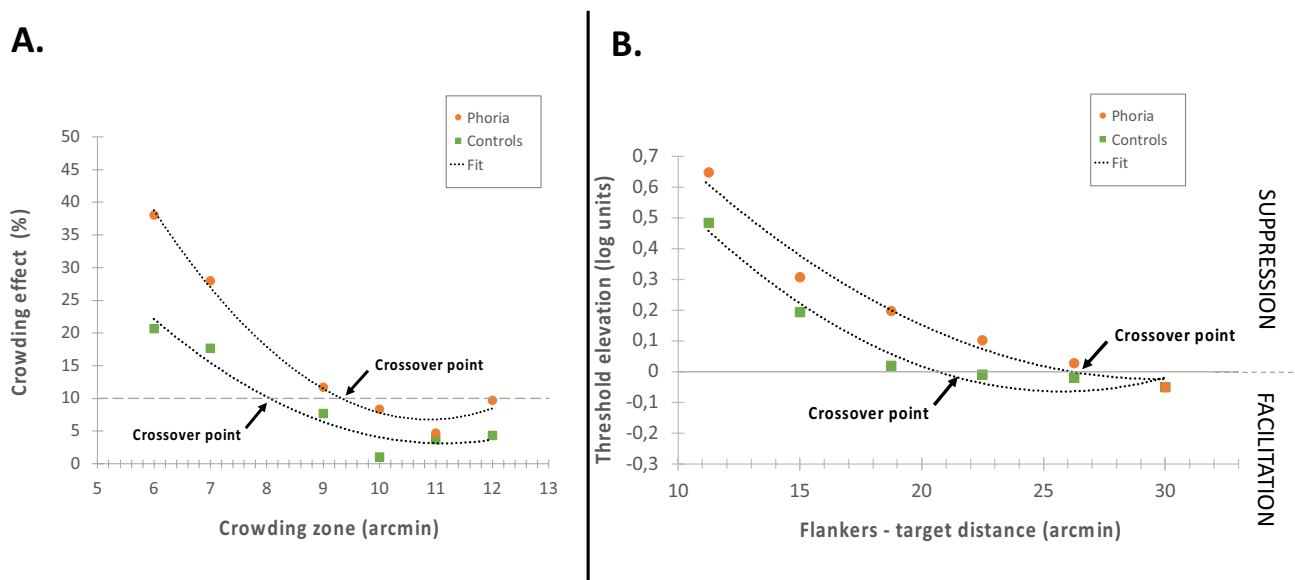 A.
Phoria
Controls
Fit
50
45
40
35
30
25
20
15
10
5
0
Crowding effect (%)
Crossover point
Crossover point
5 6 7 8 9 10 11 12 13
Crowding zone (arcmin)
B.
Phoria
Controls
Fit
0,7
0,6
0,5
0,4
0,3
0,2
0,1
0
-0,1
-0,2
-0,3
Threshold elevation (log units)
Crossover point
Crossover point
SUPPRESSION
FACILITATION
10 15 20 25 30
Flankers - target distance (arcmin)